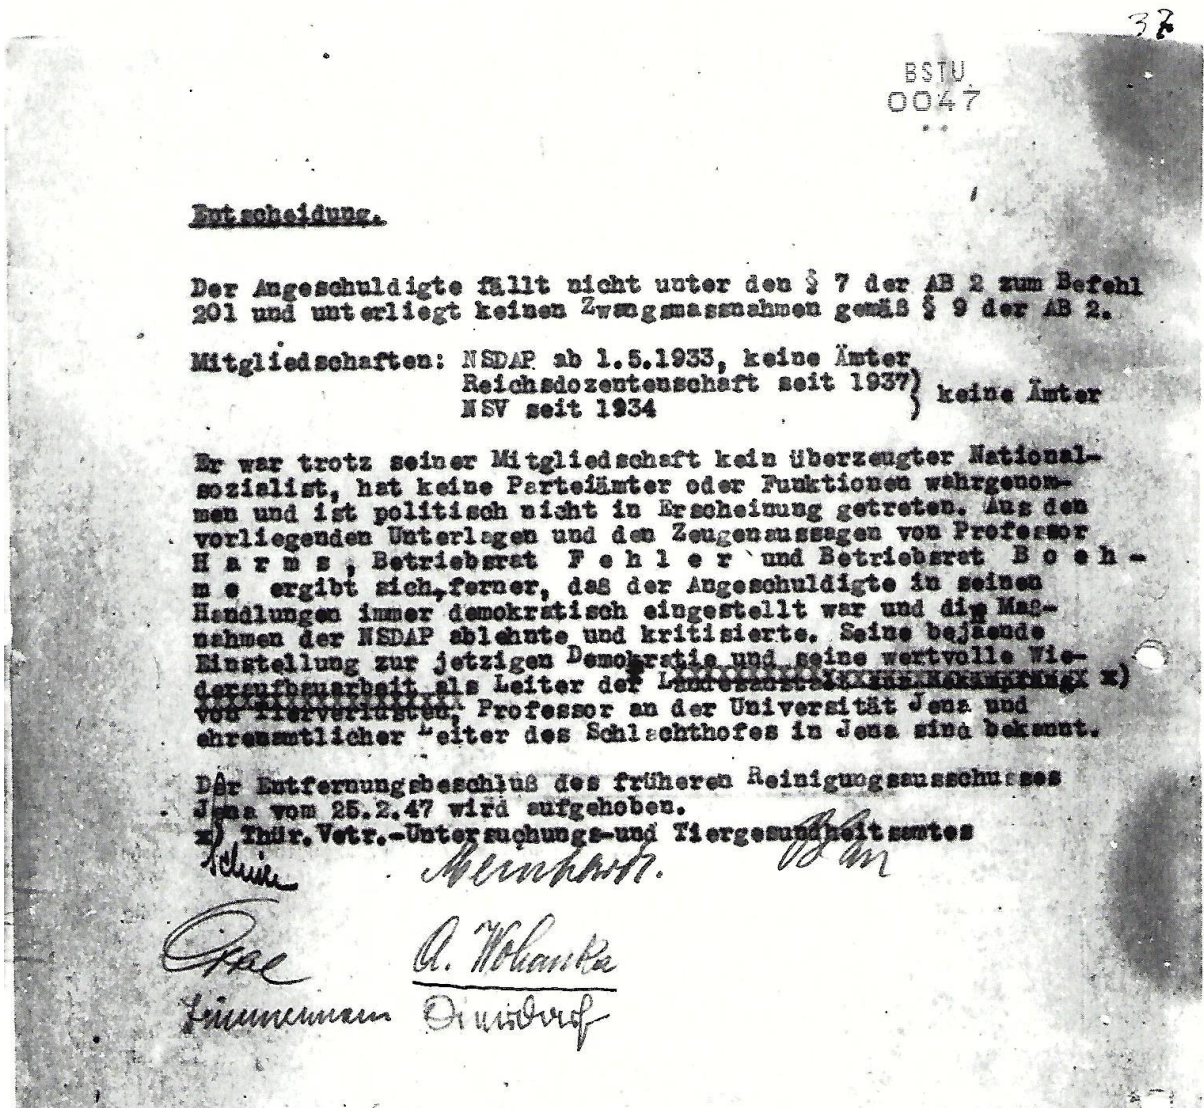 37
BSTU
0047
Entscheidung.
Der Angeschuldigte fällt nicht unter den § 7 der AB 2 zum Befehl
201 und unterliegt keinen Zwangsmassnahmen gemäß § 9 der AB 2.
Mitgliedschaften: NSDAP ab 1.5.1933, keine Ämter
Reichsdozentenschaft seit 1937)
NSV seit 1934 ) keine Ämter
Er war trotz seiner Mitgliedschaft kein überzeugter National-
sozialist, hat keine Parteiämter oder Funktionen wahrgenom-
men und ist politisch nicht in Erscheinung getreten. Aus den
vorliegenden Unterlagen und den Zeugenaussagen von Professor
H a r m s , Betriebsrat F e h l e r und Betriebsrat B o e h -
m e ergibt sich, ferner, daß der Angeschuldigte in seinen
Handlungen immer demokratisch eingestellt war und die Maß-
nahmen der NSDAP ablehnte und kritisierte. Seine bejaende
Einstellung zur jetzigen Demokratie und seine wertvolle Wie-
deraufbauarbeit als Leiter der Landesanstalt zur Bekämpfung x)
von Tierverlusten, Professor an der Universität Jena und
ehrenamtlicher Leiter des Schlachthofes in Jena sind bekannt.
Der Entfernungsbeschluß des früheren Reinigungsausschusses
Jena vom 25.2.47 wird aufgehoben.
x) Thür.Vetr.-Untersuchungs-und Tiergesundheitsamtes
A. Wohanka
Zimmermann